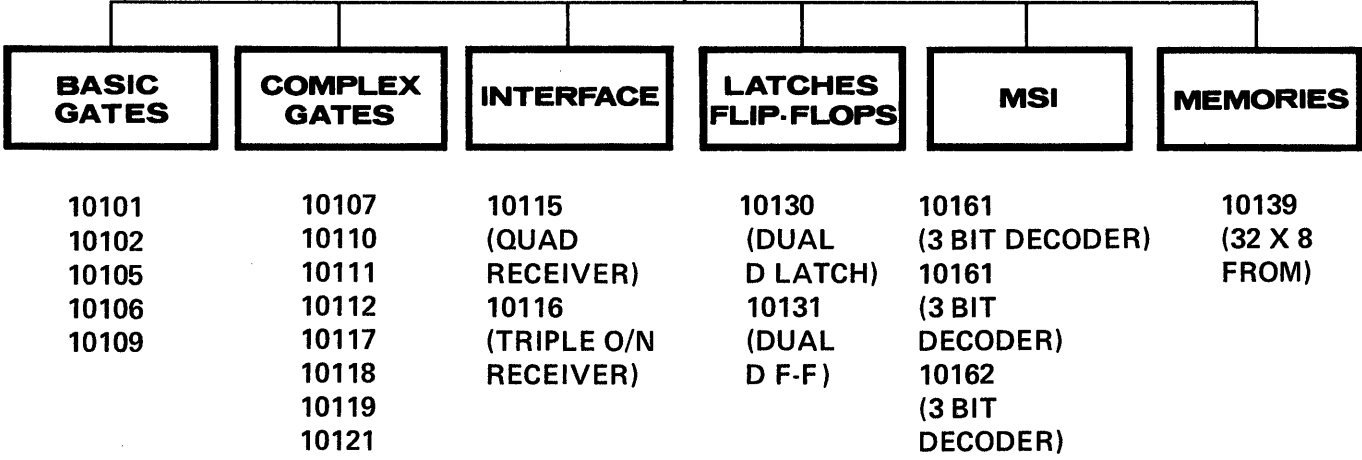 BASIC
GATES
10101
10102
10105
10106
10109
COMPLEX
GATES
10107
10110
10111
10112
10117
10118
10119
10121
INTERFACE
10115
(QUAD
RECEIVER)
10116
(TRIPLE O/N
RECEIVER)
LATCHES
FLIP-FLOPS
10130
(DUAL
D LATCH)
10131
(DUAL
D F-F)
MSI
10161
(3 BIT DECODER)
10161
(3 BIT
DECODER)
10162
(3 BIT
DECODER)
MEMORIES
10139
(32 X 8
FROM)